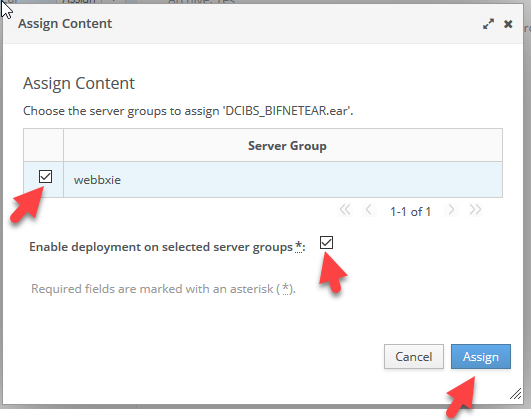 Assign Content
Assign Content
Choose the server groups to assign 'DCIBS_BIFNETEAR.ear'.
Server Group
webbxie
1-1 of 1
Enable deployment on selected server groups *:
Required fields are marked with an asterisk ( *).
Cancel
Assign